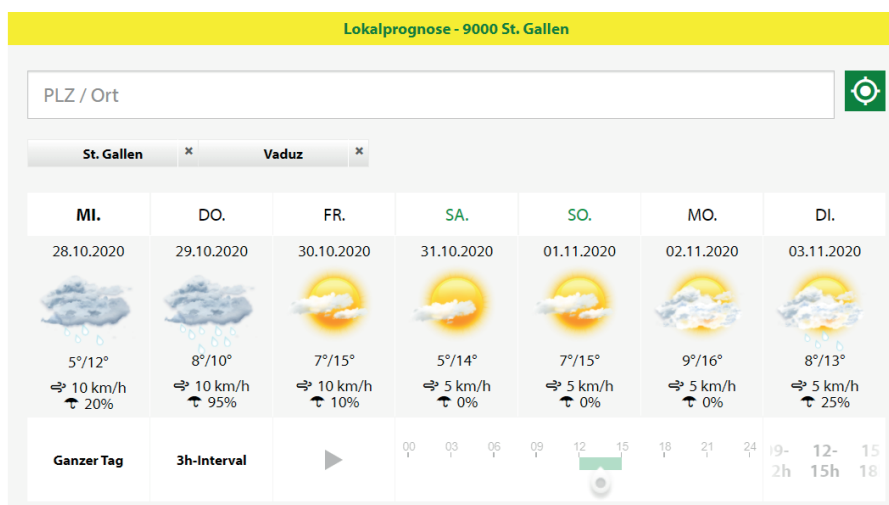 Lokalprognose - 9000 St. Gallen
PLZ / Ort
St. Gallen × Vaduz ×
MI. DO. FR. SA. SO. MO. DI.
28.10.2020 29.10.2020 30.10.2020 31.10.2020 01.11.2020 02.11.2020 03.11.2020
5°/12° 8°/10° 7°/15° 5°/14° 7°/15° 9°/16° 8°/13°
10 km/h 10 km/h 10 km/h 5 km/h 5 km/h 5 km/h 5 km/h
20% 95% 10% 0% 0% 0% 25%
00 03 06 09 12 15 18 21 24
Ganzer Tag 3h-Interval
12- 15
15h 18